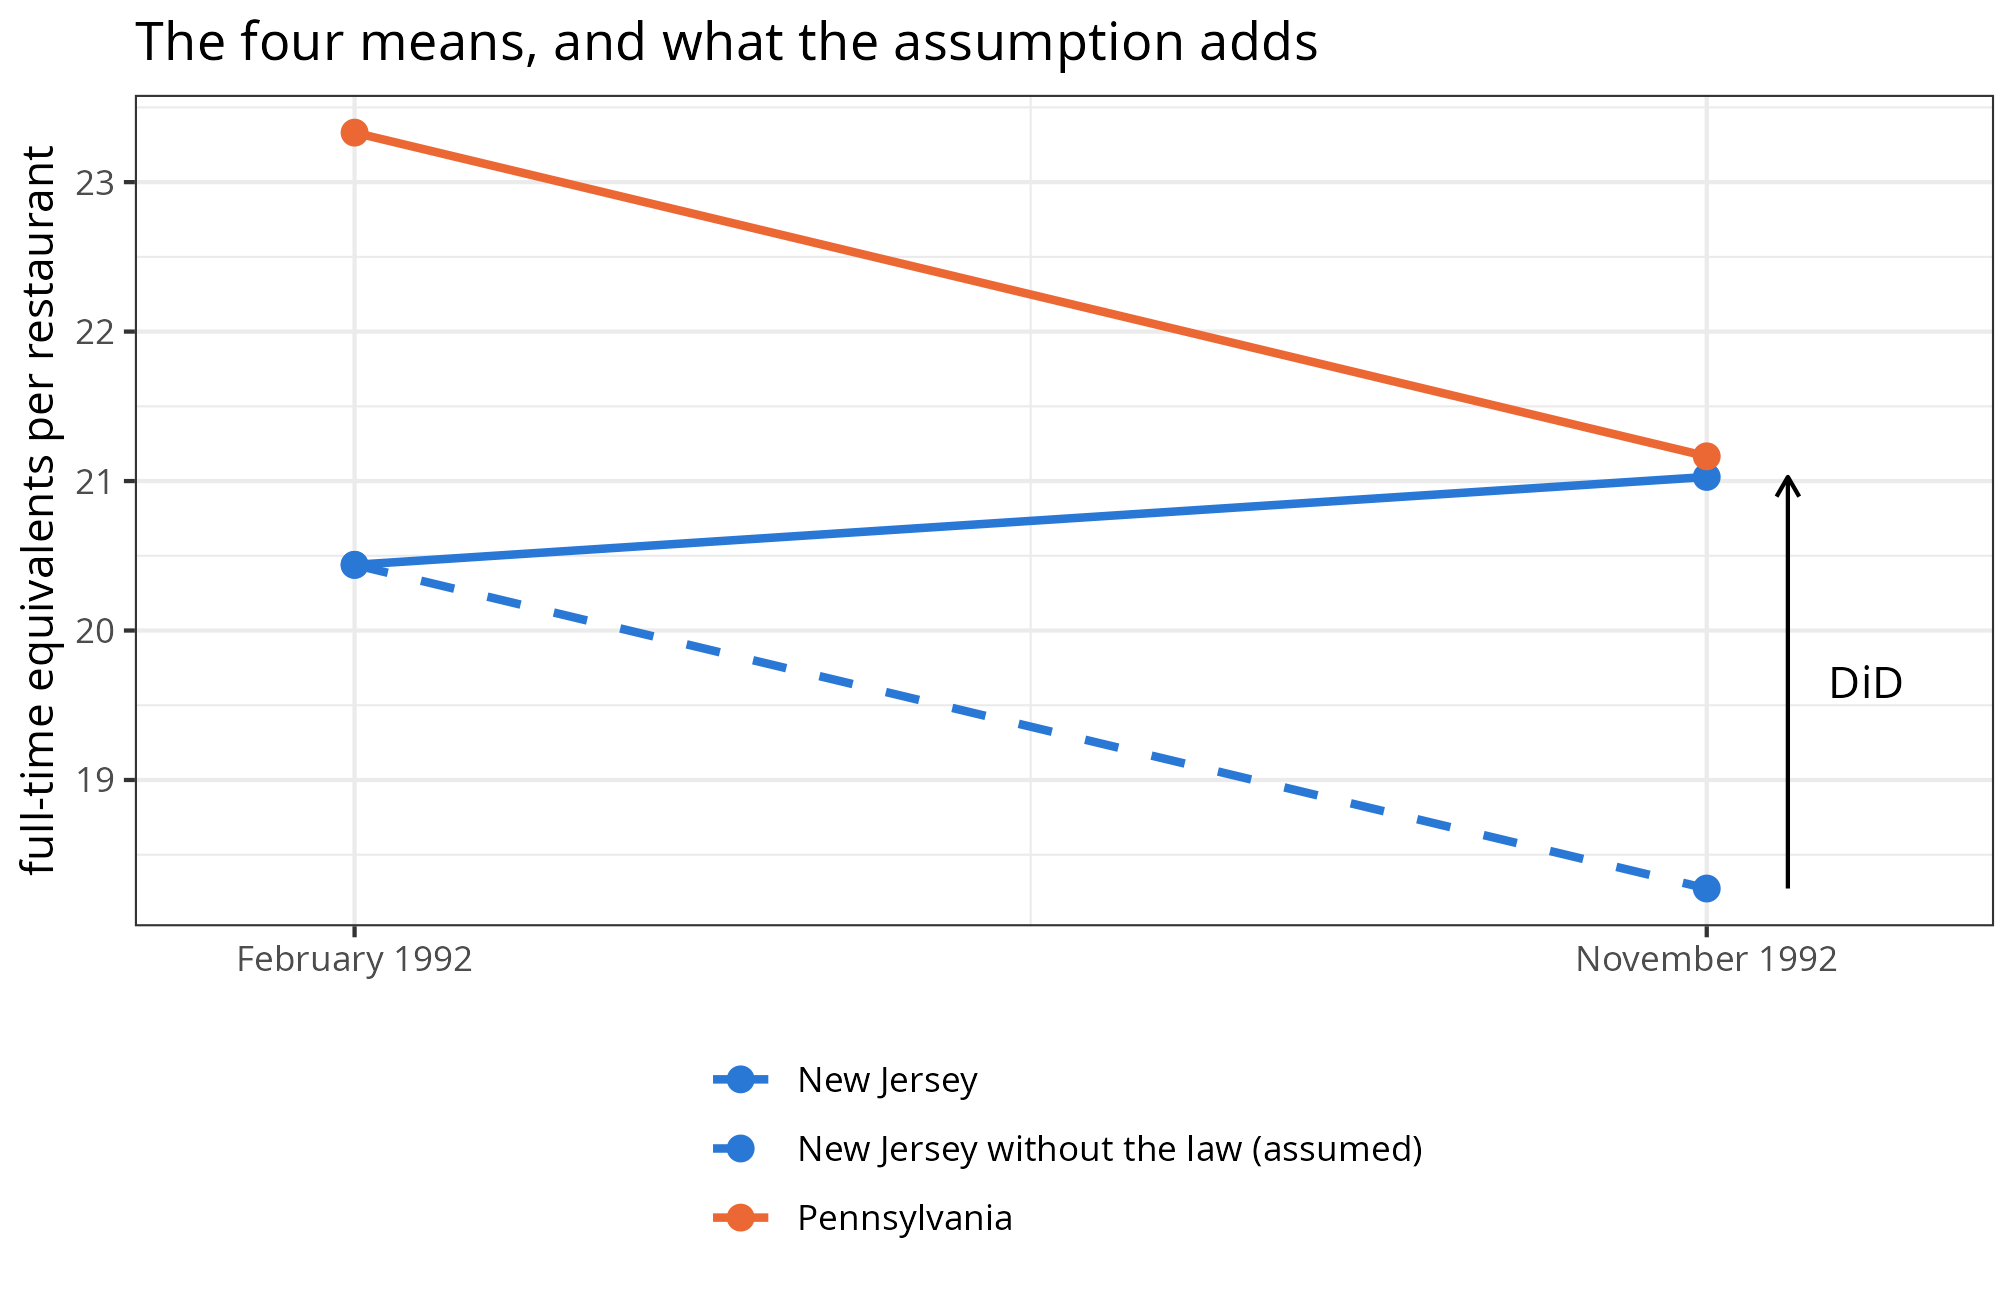 The four means, and what the assumption adds
full-time equivalents per restaurant
23
22
21
20
19
DiD
February 1992
November 1992
New Jersey
New Jersey without the law (assumed)
Pennsylvania